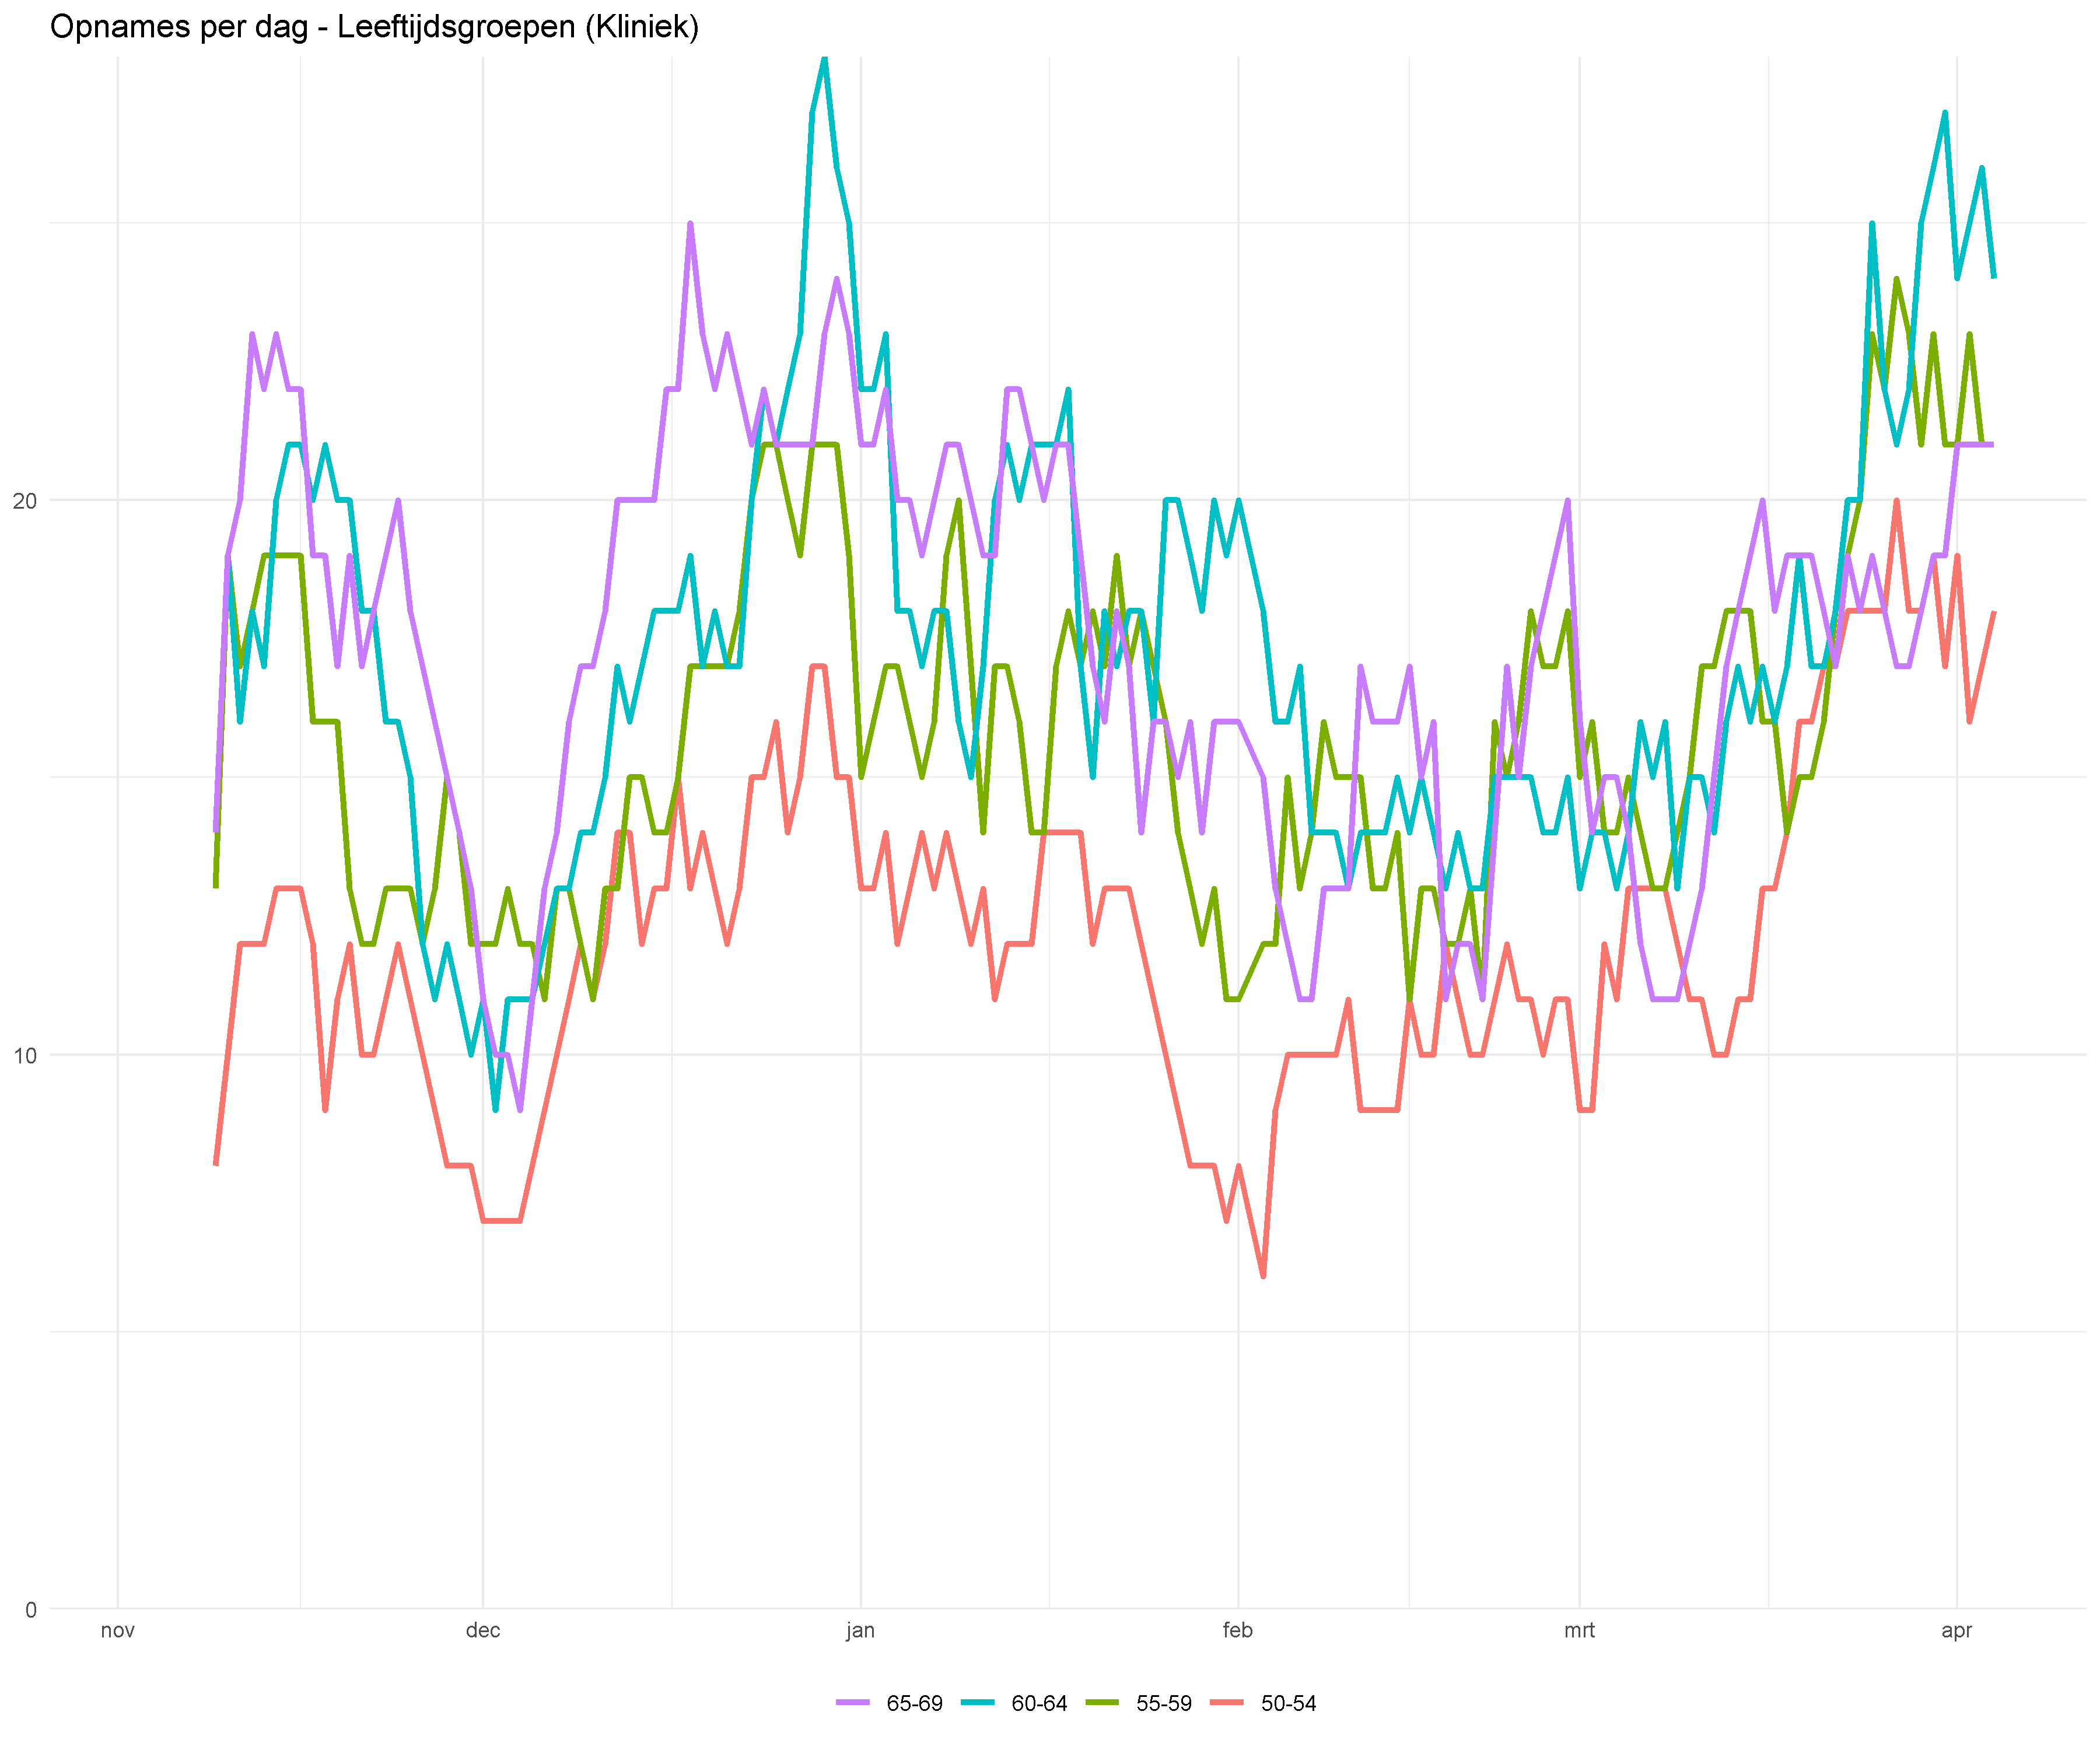 Opnames per dag - Leeftijdsgroepen (Kliniek)
20
10
0
nov dec jan feb mrt apr
65-69 60-64 55-59 50-54